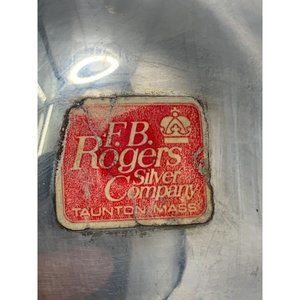 F.B.
Rogers
Silver
Company
TAUNTON, MASS